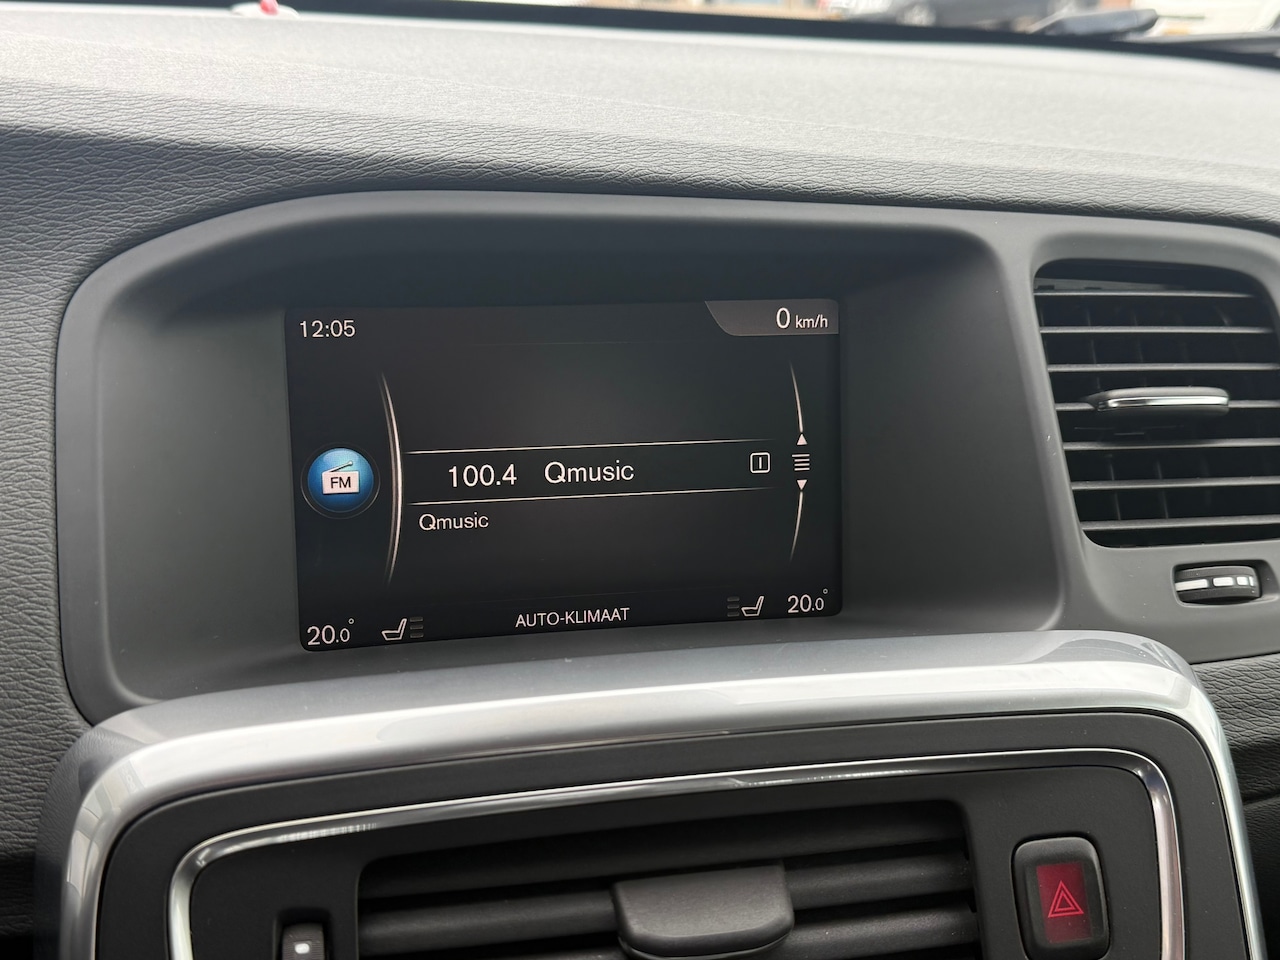 12:05
0 km/h
FM
100.4 Qmusic
I
Qmusic
20.0° AUTO-KLIMAAT 20.0°